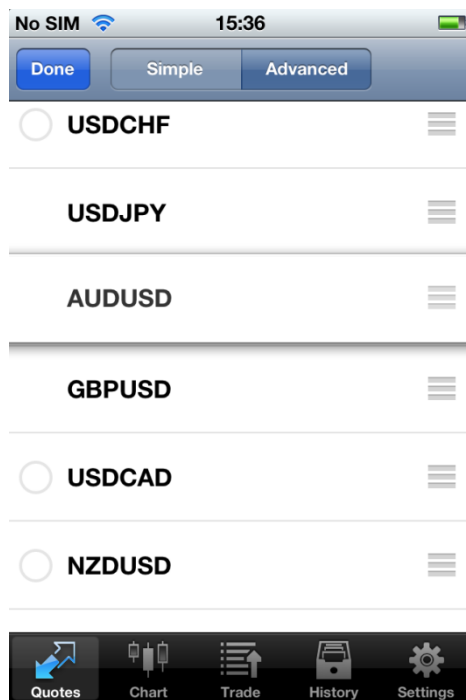 No SIM 15:36
Done Simple Advanced
USDCHF
USDJPY
AUDUSD
GBPUSD
USDCAD
NZDUSD
Quotes Chart Trade History Settings